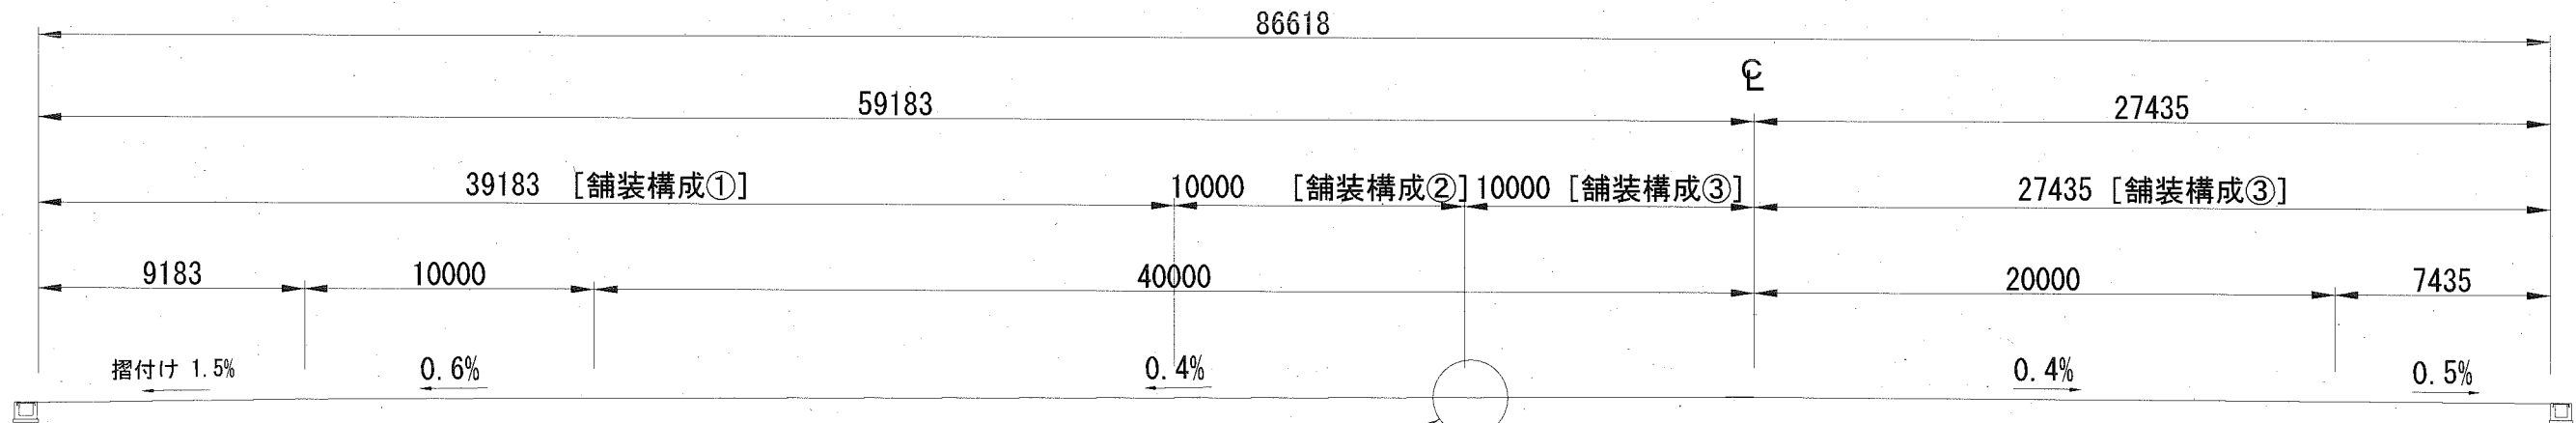 86618
℄
59183 27435
39183 [舗装構成①] 10000 [舗装構成②] 10000 [舗装構成③] 27435 [舗装構成③]
9183 10000 40000 20000 7435
摺付け 1.5% 0.6% 0.4% 0.4% 0.5%